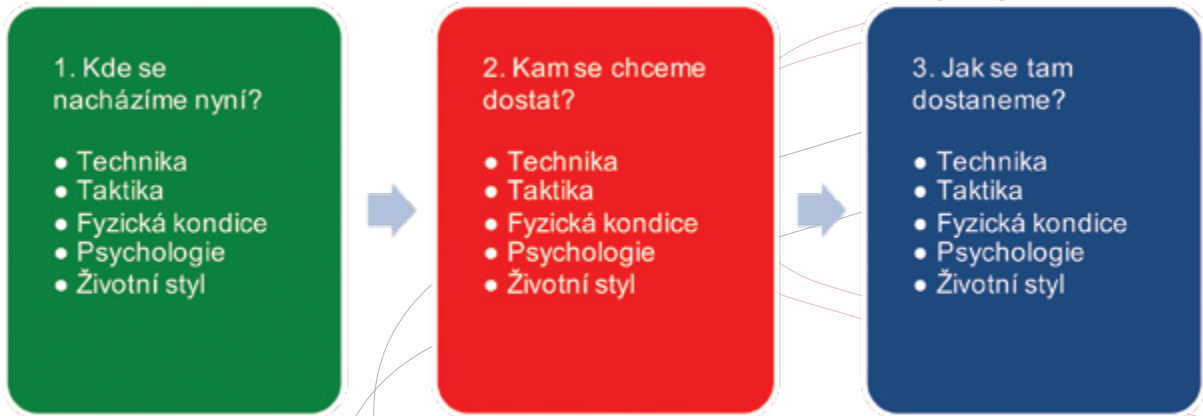 1. Kde se
nacházíme nyní?
● Technika
● Taktika
● Fyzická kondice
● Psychologie
● Životní styl
2. Kam se chceme
dostat?
● Technika
● Taktika
● Fyzická kondice
● Psychologie
● Životní styl
3. Jak se tam
dostaneme?
● Technika
● Taktika
● Fyzická kondice
● Psychologie
● Životní styl